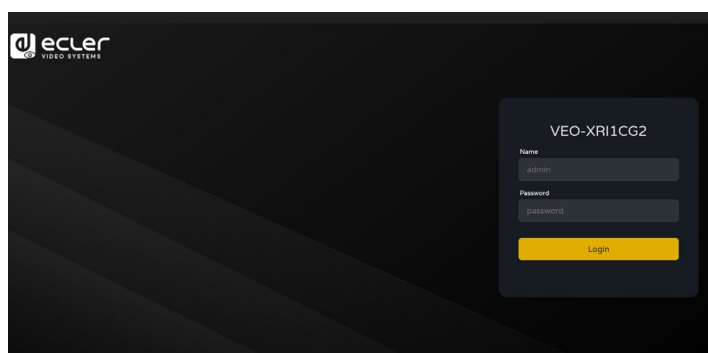 ecler
VIDEO SYSTEMS
VEO-XRI1CG2
Name
admin
Password
password
Login